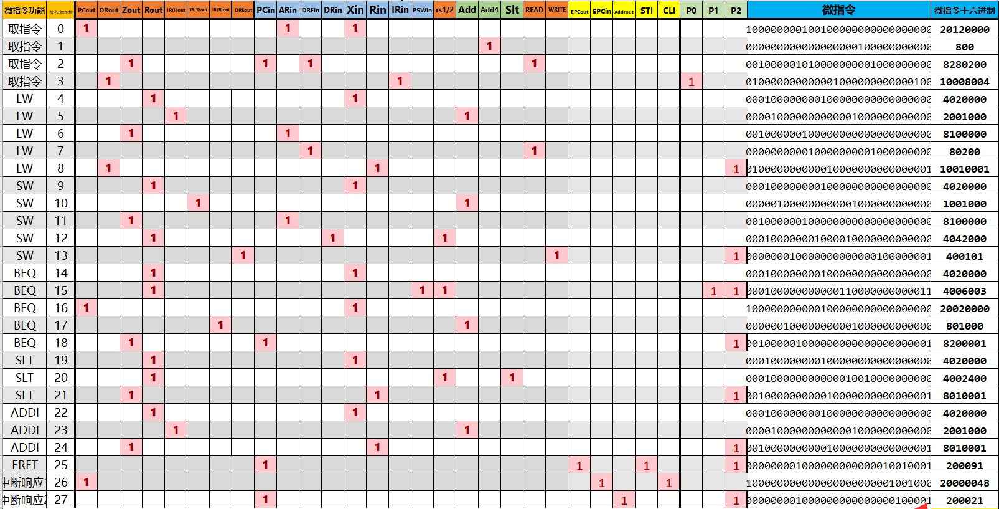 微指令功能 状态/微地址 PCout DRout Zout Rout IR(I)out IR(S)out IR(B)out DREout PCin ARin DREin DRin Xin Rin IRin PSWin rs1/2 Add Add4 Slt READ WRITE EPCout EPCin Addrout STI CLI P0 P1 P2 微指令 微指令十六进制
取指令 0 1 1 1 100000000100100000000000000000 20120000
取指令 1 1 000000000000000000100000000000 800
取指令 2 1 1 1 1 001000001010000000001000000000 8280200
取指令 3 1 1 1 010000000000001000000000000100 10008004
LW 4 1 1 000100000000100000000000000000 4020000
LW 5 1 1 000010000000000001000000000000 2001000
LW 6 1 1 001000000100000000000000000000 8100000
LW 7 1 1 000000000010000000001000000000 80200
LW 8 1 1 1 010000000000010000000000000001 10010001
SW 9 1 1 000100000000100000000000000000 4020000
SW 10 1 1 000001000000000001000000000000 1001000
SW 11 1 1 001000000100000000000000000000 8100000
SW 12 1 1 1 000100000001000010000000000000 4042000
SW 13 1 1 1 000000010000000000000100000001 400101
BEQ 14 1 1 000100000000100000000000000000 4020000
BEQ 15 1 1 1 1 1 000100000000000110000000000011 4006003
BEQ 16 1 1 100000000000100000000000000000 20020000
BEQ 17 1 1 000000100000000001000000000000 801000
BEQ 18 1 1 1 001000001000000000000000000001 8200001
SLT 19 1 1 000100000000100000000000000000 4020000
SLT 20 1 1 1 000100000000000010010000000000 4002400
SLT 21 1 1 1 001000000000010000000000000001 8010001
ADDI 22 1 1 000100000000100000000000000000 4020000
ADDI 23 1 1 000010000000000001000000000000 2001000
ADDI 24 1 1 1 001000000000010000000000000001 8010001
ERET 25 1 1 1 1 000000001000000000000010010001 200091
中断响应1 26 1 1 1 100000000000000000000001001000 20000048
中断响应2 27 1 1 1 000000001000000000000000100001 200021